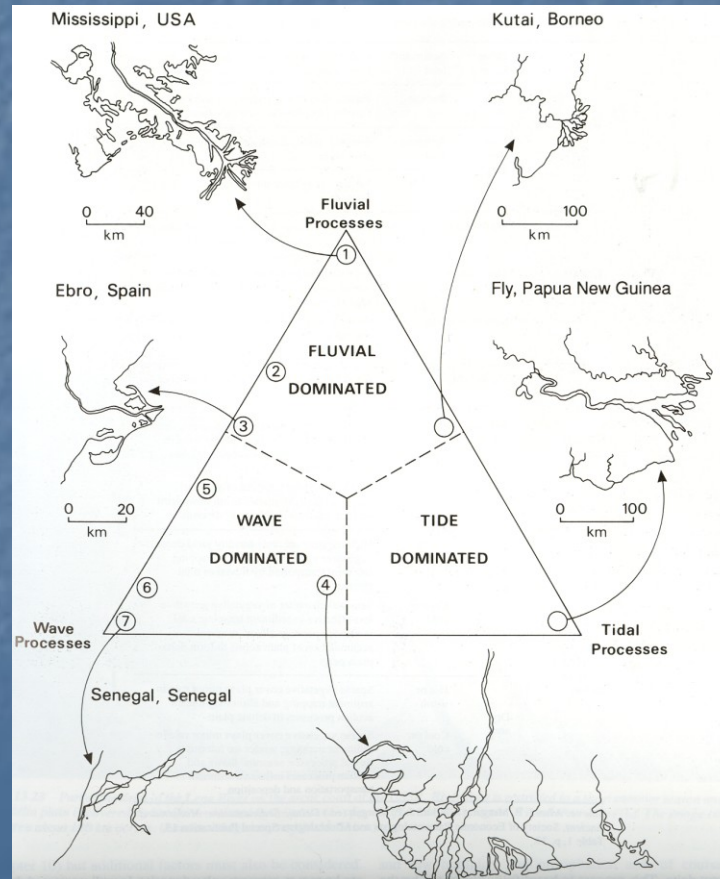 Mississippi, USA
Kutai, Borneo
0 40
km
Fluvial
Processes
0 100
km
1
Ebro, Spain
Fly, Papua New Guinea
FLUVIAL
DOMINATED
2
3
0 20
km
5
WAVE
DOMINATED
TIDE
DOMINATED
0 100
km
4
6
7
Wave
Processes
Tidal
Processes
Senegal, Senegal